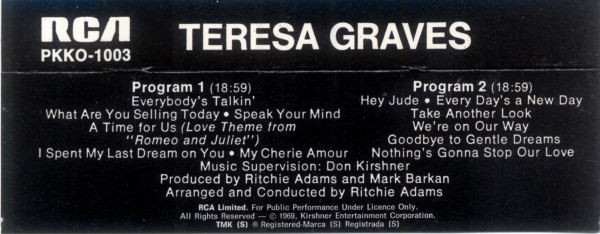 RCA TERESA GRAVES
PKKO-1003
Program 1 (18:59)
Everybody's Talkin'
What Are You Selling Today • Speak Your Mind
A Time for Us (Love Theme from
"Romeo and Juliet")
I Spent My Last Dream on You • My Cherie Amour
Program 2 (18:59)
Hey Jude • Every Day's a New Day
Take Another Look
We're on Our Way
Goodbye to Gentle Dreams
Nothing's Gonna Stop Our Love
Music Supervision: Don Kirshner
Produced by Ritchie Adams and Mark Barkan
Arranged and Conducted by Ritchie Adams
RCA Limited. For Public Performance Under Licence Only.
All Rights Reserved — © 1969, Kirshner Entertainment Corporation.
TMK (S) ® Registered-Marca (S) Registrada (S)